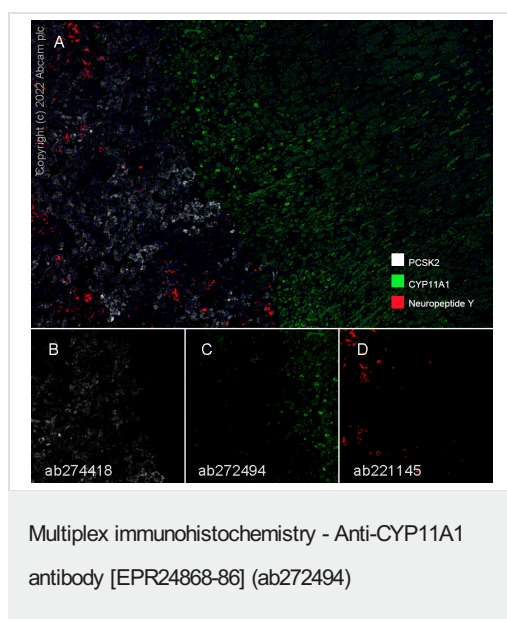 A
Copyright (c) 2022 Abcam plc
PCSK2
CYP11A1
Neuropeptide Y
B
C
D
ab274418
ab272494
ab221145
Multiplex immunohistochemistry - Anti-CYP11A1
antibody [EPR24868-86] (ab272494)